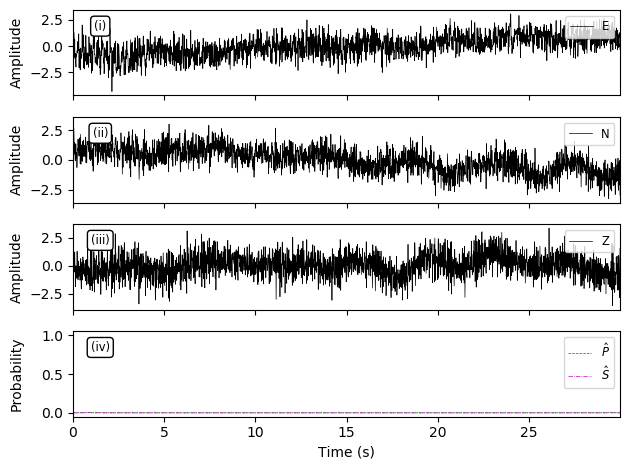 (i)
E
Amplitude
2.5
0.0
−2.5
(ii)
N
Amplitude
2.5
0.0
−2.5
(iii)
Z
Amplitude
2.5
0.0
−2.5
(iv)
P̂
Ŝ
Probability
1.0
0.5
0.0
0 5 10 15 20 25
Time (s)